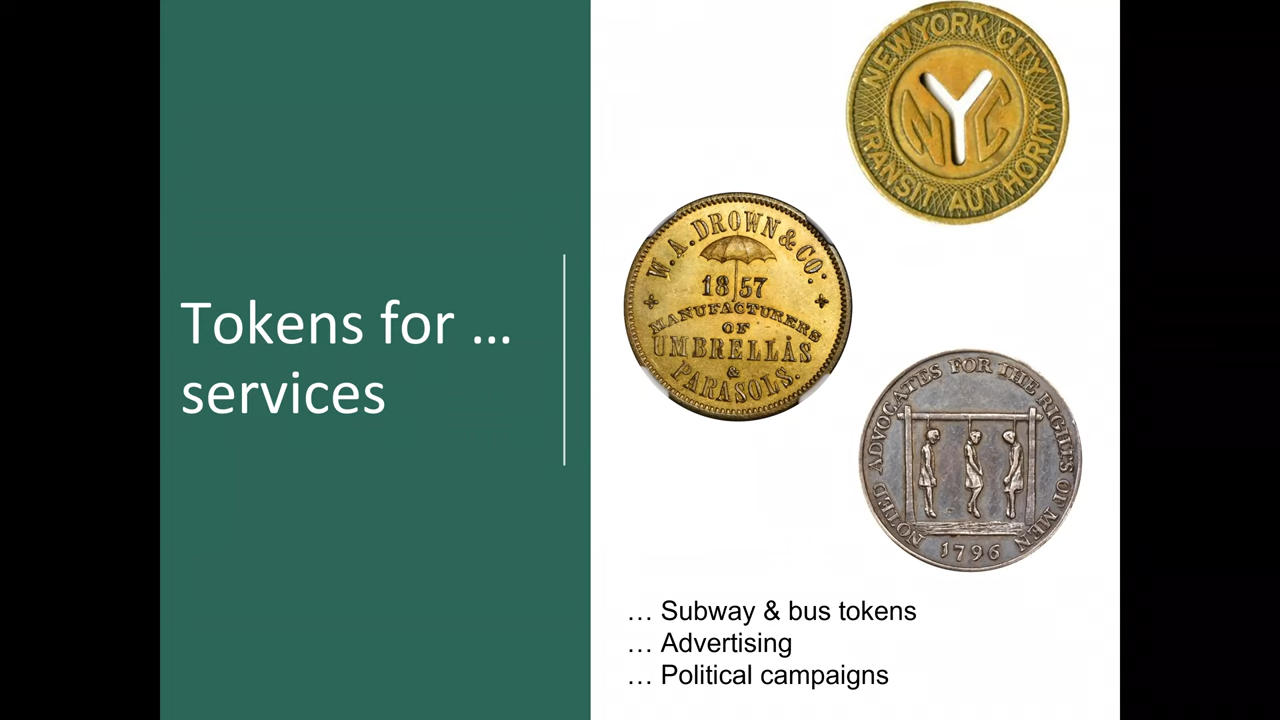 Tokens for ...
services
NEW YORK CITY
NYC
TRANSIT AUTHORITY
W.A. DROWN & CO.
1857
MANUFACTURERS
OF
UMBRELLAS
&
PARASOLS.
NOTED ADVOCATES FOR THE RIGHTS OF MEN
1796
... Subway & bus tokens
... Advertising
... Political campaigns